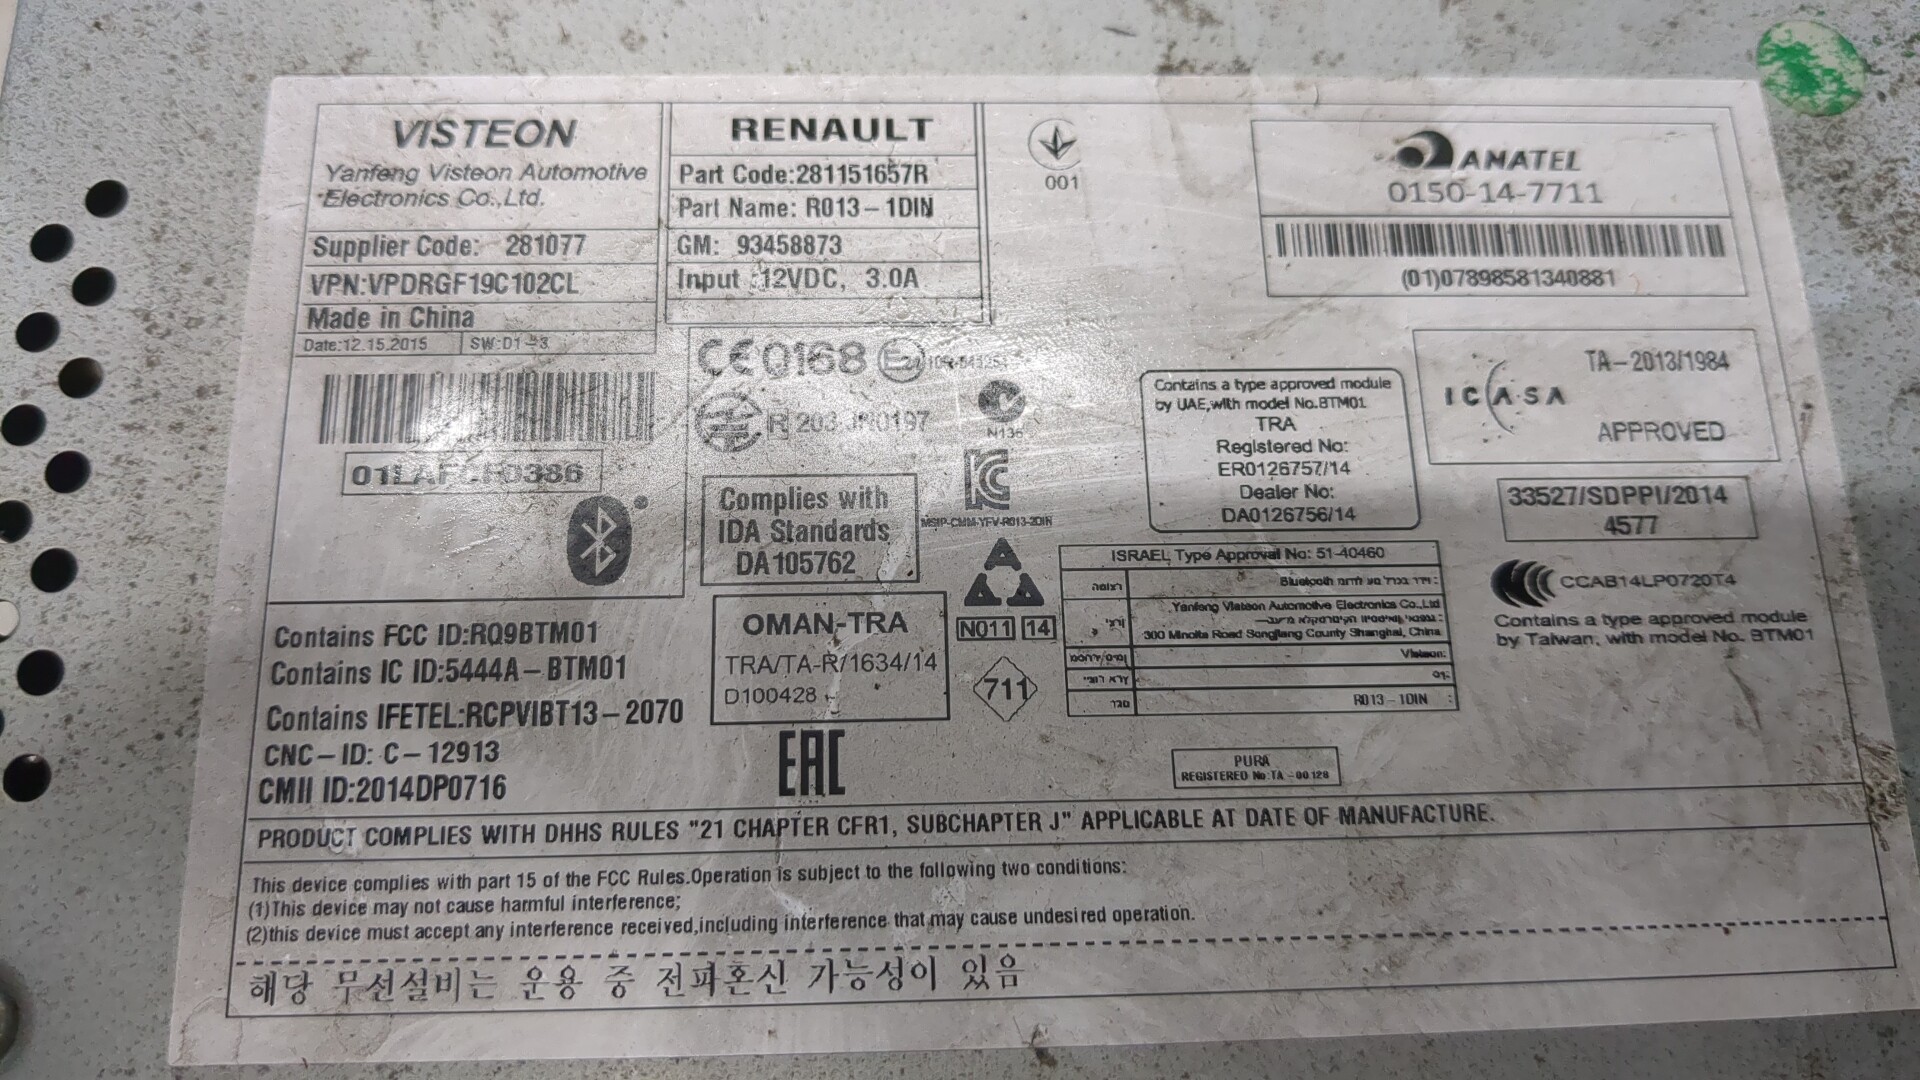 VISTEON
Yanfeng Visteon Automotive
Electronics Co.,Ltd.
Supplier Code: 281077
VPN:VPDRGF19C102CL
Made in China
Date:12.15.2015
RENAULT
Part Code:281151657R
Part Name: R013-1DIN
GM: 93458873
Input :12VDC, 3.0A
001
ANATEL
0150-14-7711
(01)07898581340881
CE0168
R 203-JN0197
N136
Complies with
IDA Standards
DA105762
MSIP-CMM-YFV-R013-2DIN
Contains a type approved module
by UAE,with model No.BTM01
TRA
Registered No:
ER0126757/14
Dealer No:
DA0126756/14
ICASA
TA-2013/1984
APPROVED
33527/SDPPI/2014
4577
CCAB14LP0720T4
Contains a type approved module
by Taiwan, with model No. BTM01
ISRAEL Type Approval No: 51-40460
Bluetooth
Yanfeng Visteon Automotive Electronics Co.,Ltd
300 Minolta Road Songjiang County Shanghai, China
Visteon:
R013-1DIN
N011 14
711
OMAN-TRA
TRA/TA-R/1634/14
D100428
EAC
PURA
REGISTERED No:TA-00128
Contains FCC ID:RQ9BTM01
Contains IC ID:5444A-BTM01
Contains IFETEL:RCPVIBT13-2070
CNC-ID: C-12913
CMII ID:2014DP0716
PRODUCT COMPLIES WITH DHHS RULES "21 CHAPTER CFR1, SUBCHAPTER J" APPLICABLE AT DATE OF MANUFACTURE.
This device complies with part 15 of the FCC Rules.Operation is subject to the following two conditions:
(1)This device may not cause harmful interference;
(2)this device must accept any interference received,including interference that may cause undesired operation.
해당 무선설비는 운용 중 전파혼신 가능성이 있음